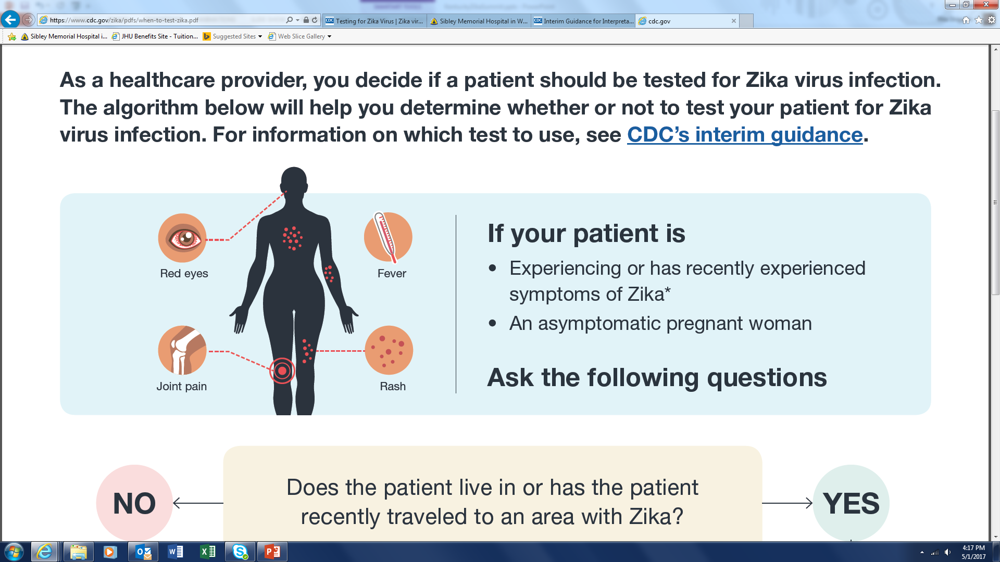 https://www.cdc.gov/zika/pdfs/when-to-test-zika.pdf
CDC Testing for Zika Virus | Zika vir...
Sibley Memorial Hospital in W...
CDC Interim Guidance for Interpreta...
cdc.gov
Sibley Memorial Hospital i...
JHU Benefits Site - Tuition...
Suggested Sites
Web Slice Gallery
As a healthcare provider, you decide if a patient should be tested for Zika virus infection.
The algorithm below will help you determine whether or not to test your patient for Zika
virus infection. For information on which test to use, see CDC’s interim guidance.
Red eyes
Fever
Joint pain
Rash
If your patient is
• Experiencing or has recently experienced
symptoms of Zika*
• An asymptomatic pregnant woman
Ask the following questions
NO
Does the patient live in or has the patient
recently traveled to an area with Zika?
YES
4:17 PM
5/1/2017